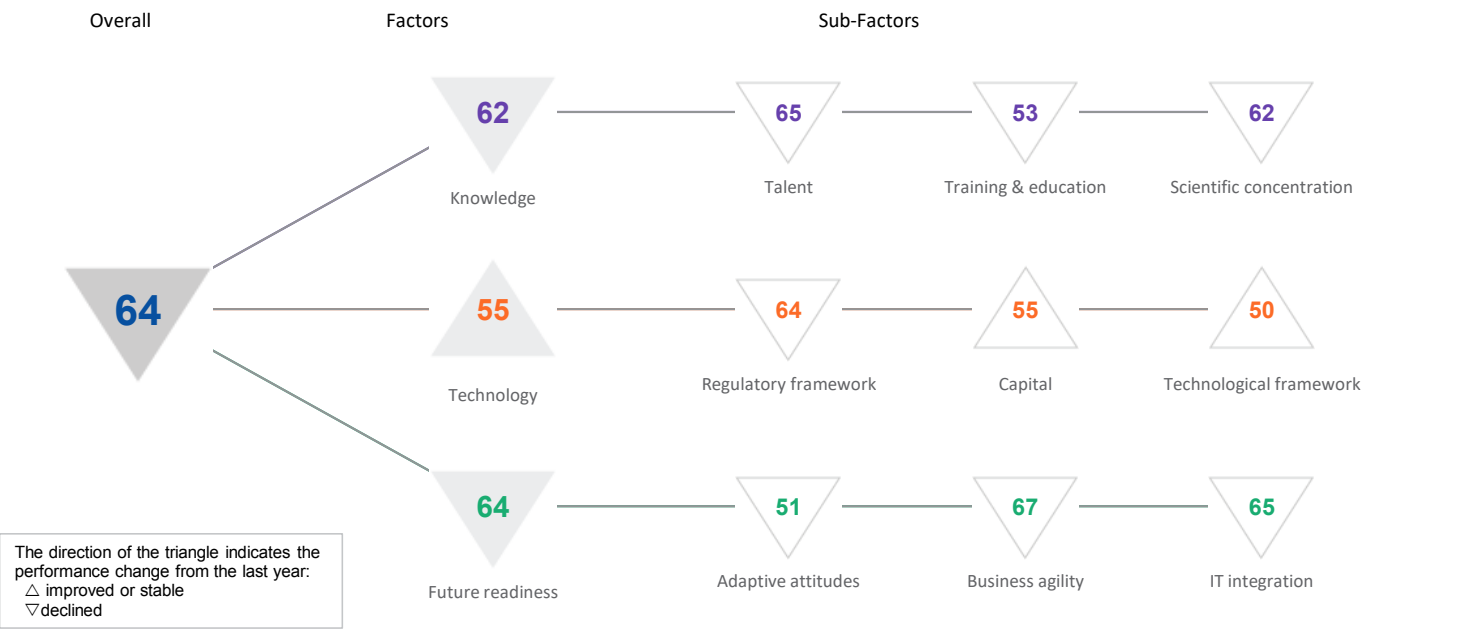 Overall
Factors
Sub-Factors
62
65
53
62
Knowledge
Talent
Training & education
Scientific concentration
64
55
64
55
50
Technology
Regulatory framework
Capital
Technological framework
64
51
67
65
Future readiness
Adaptive attitudes
Business agility
IT integration
The direction of the triangle indicates the
performance change from the last year:
△ improved or stable
▽declined